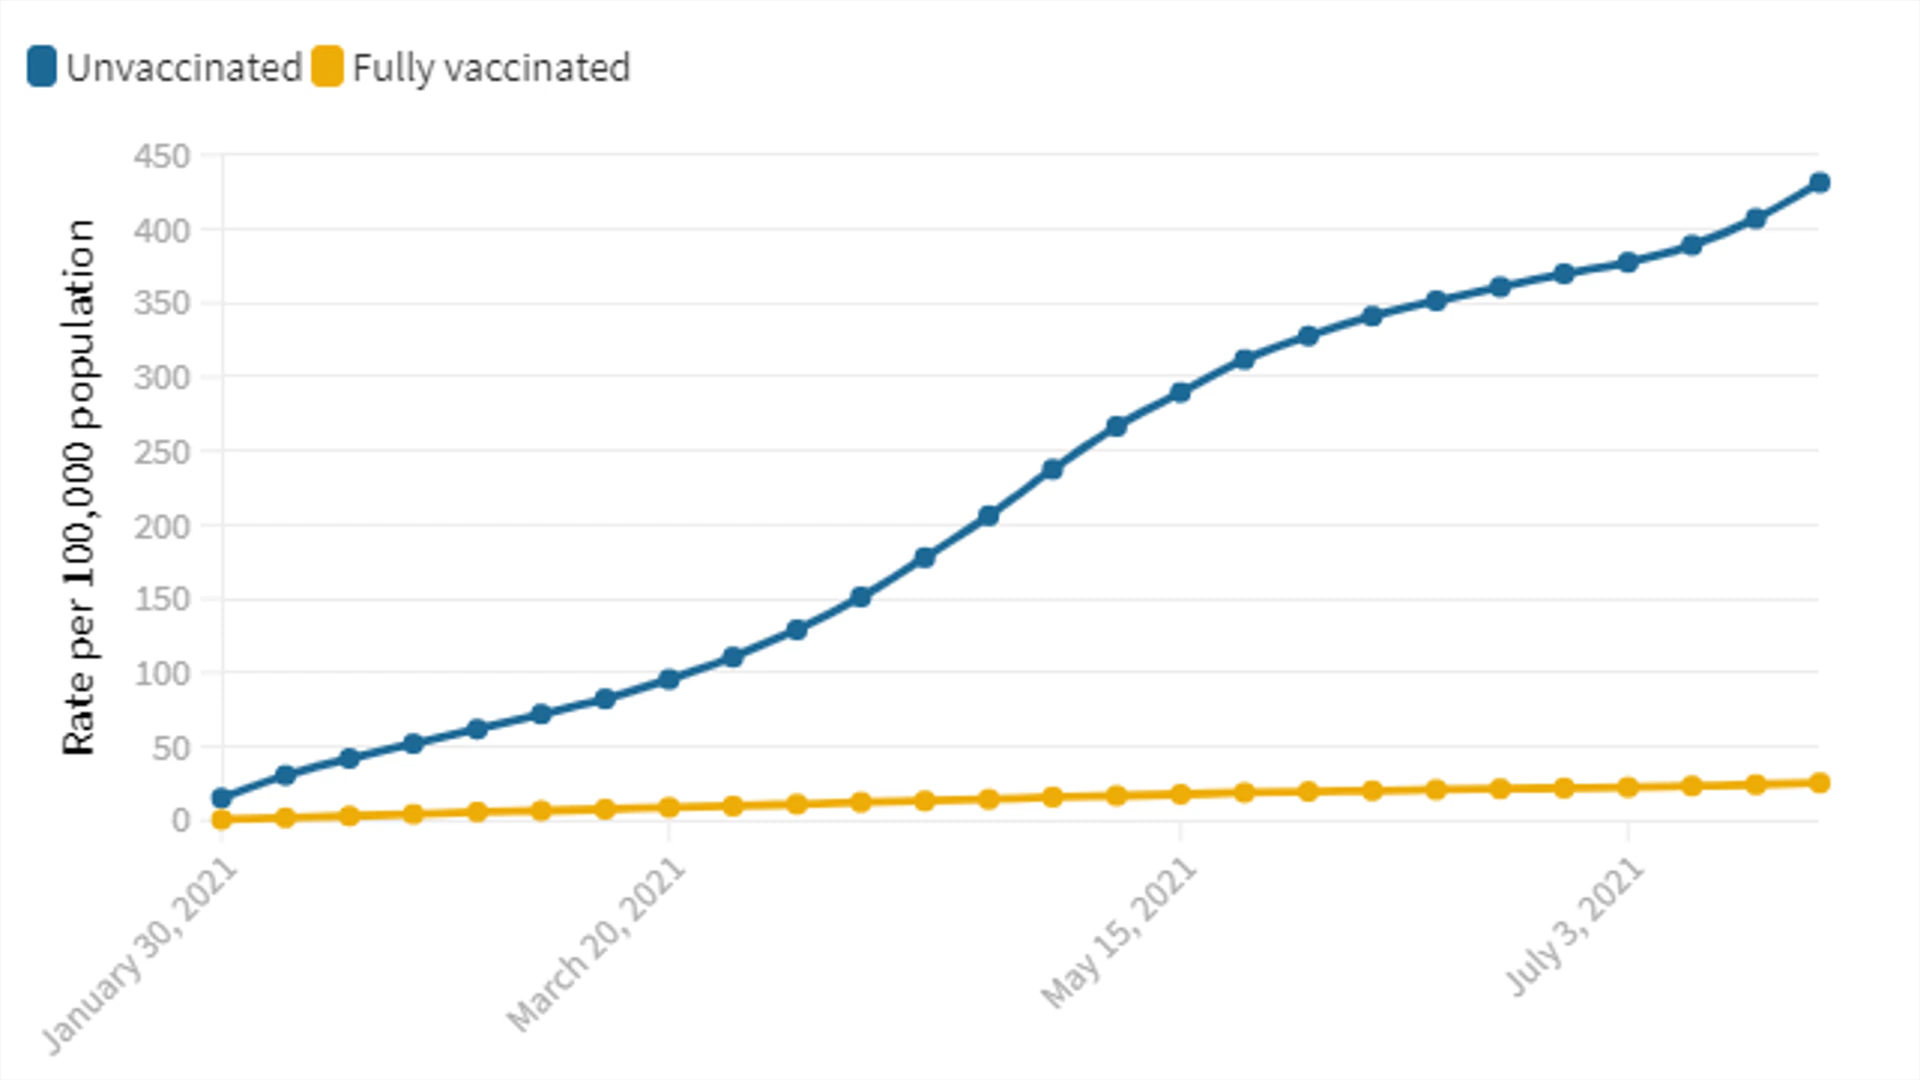 Unvaccinated Fully vaccinated
Rate per 100,000 population
450
400
350
300
250
200
150
100
50
0
January 30, 2021
March 20, 2021
May 15, 2021
July 3, 2021